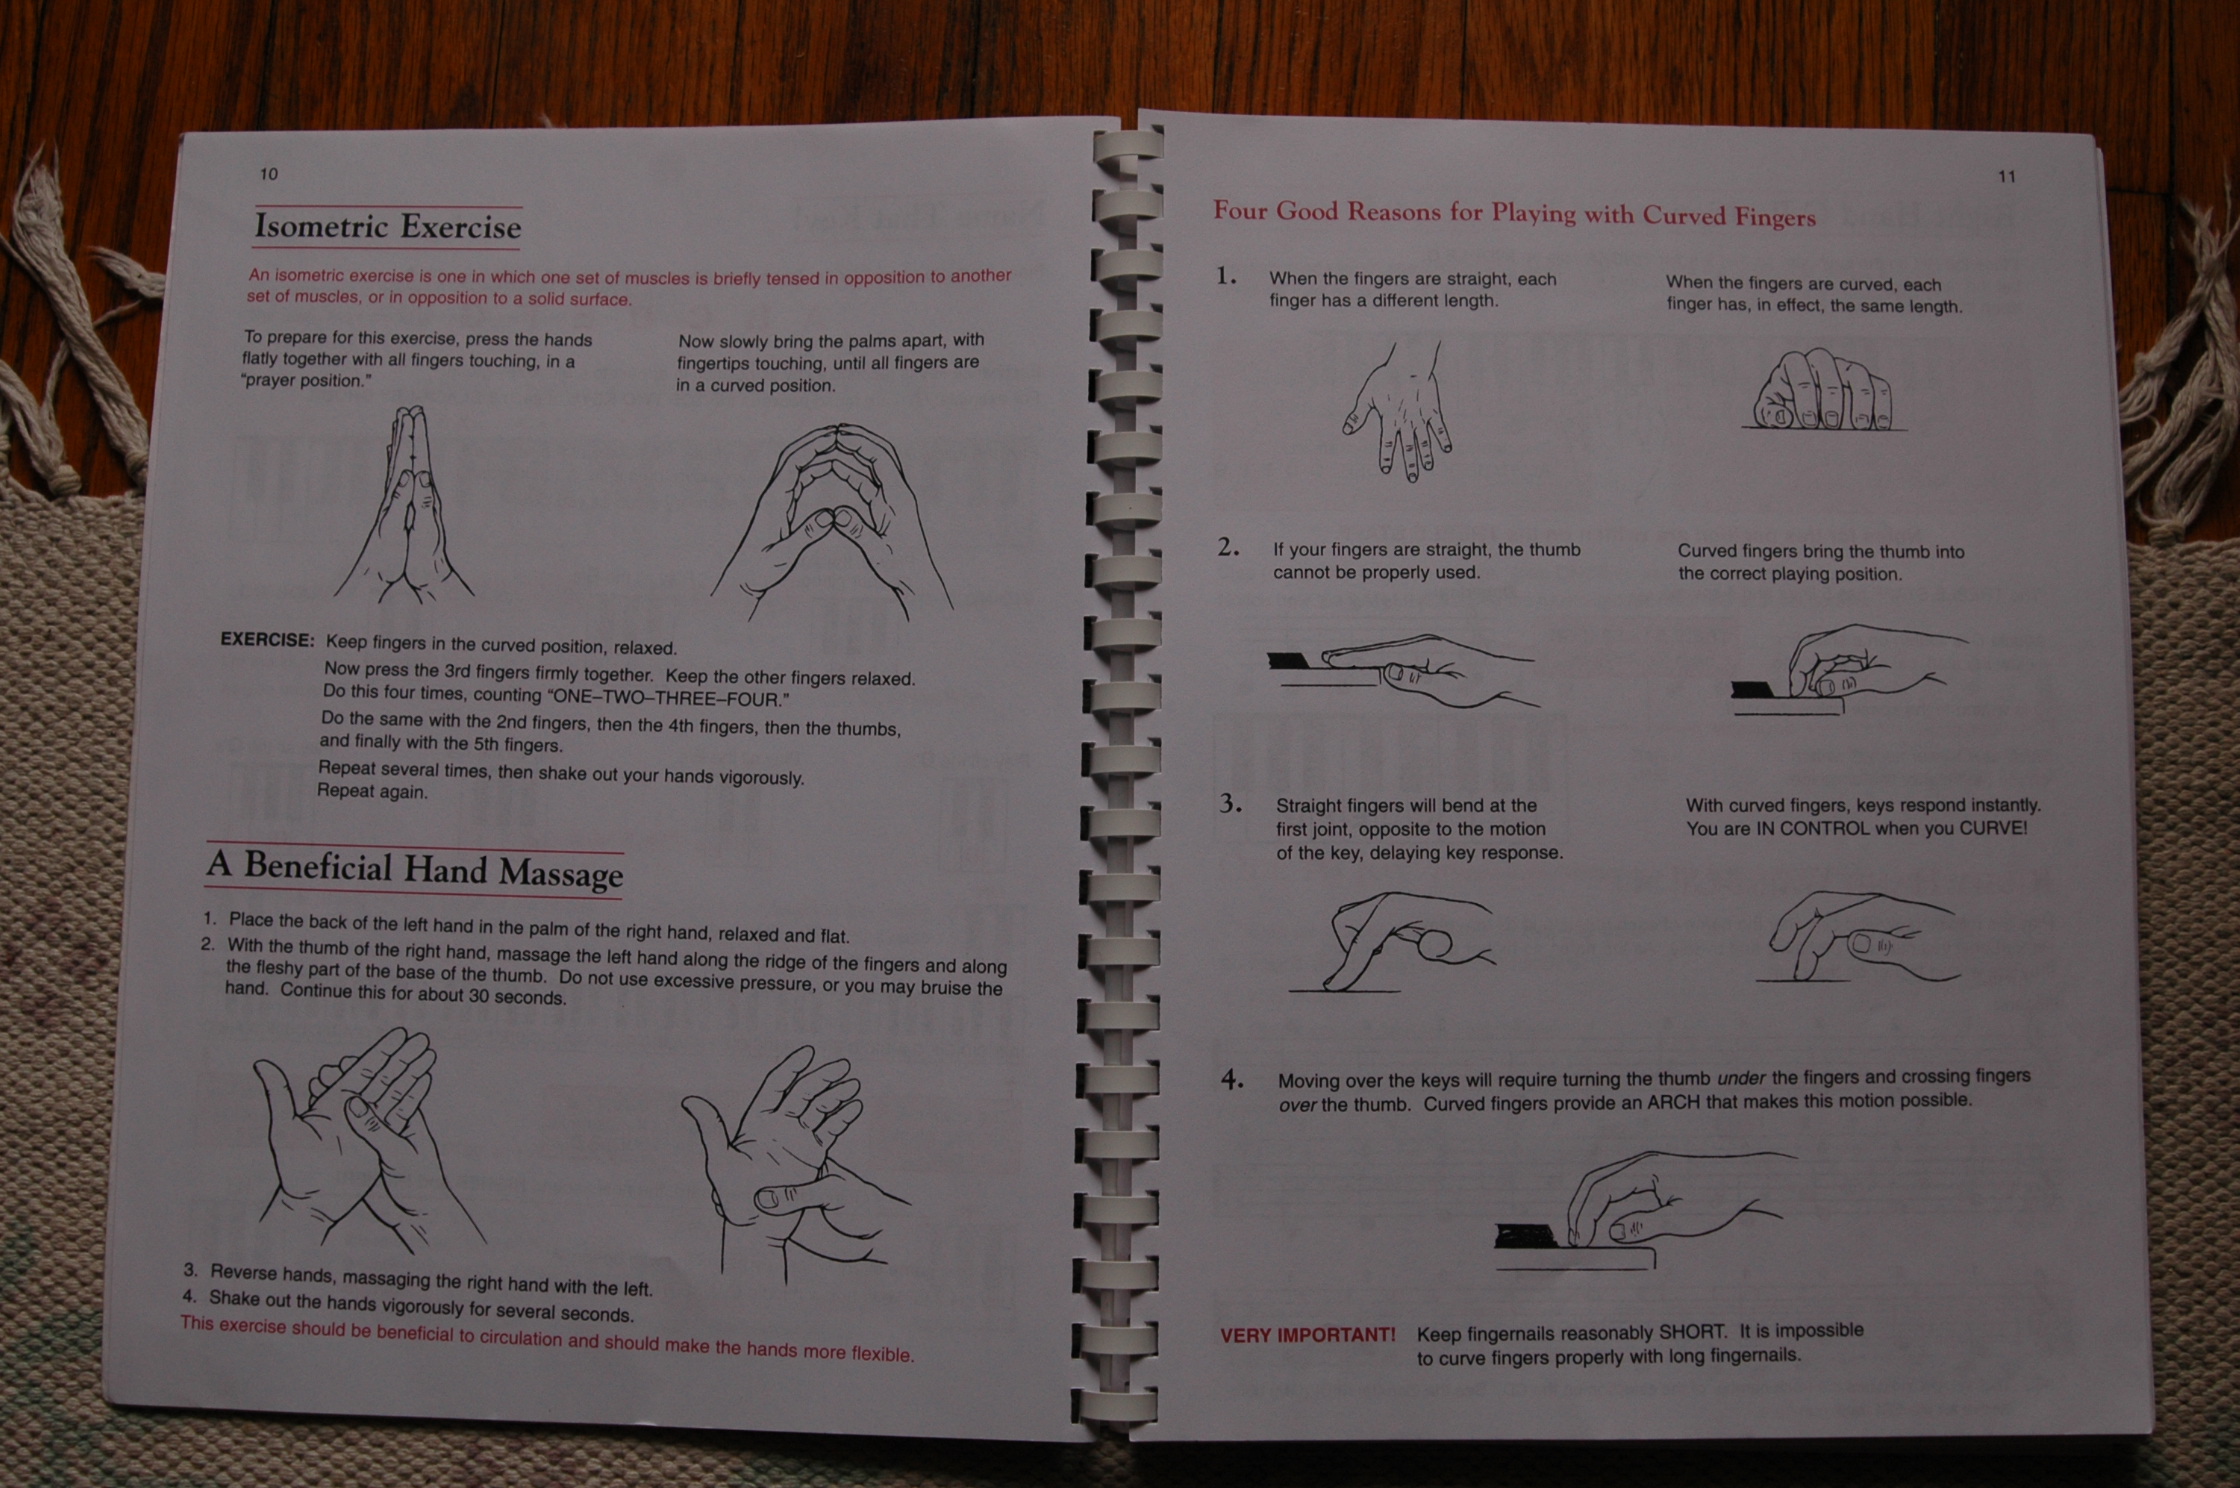 10
Isometric Exercise
An isometric exercise is one in which one set of muscles is briefly tensed in opposition to another
set of muscles, or in opposition to a solid surface.
To prepare for this exercise, press the hands
flatly together with all fingers touching, in a
“prayer position.”
Now slowly bring the palms apart, with
fingertips touching, until all fingers are
in a curved position.
EXERCISE: Keep fingers in the curved position, relaxed.
Now press the 3rd fingers firmly together. Keep the other fingers relaxed.
Do this four times, counting “ONE–TWO–THREE–FOUR.”
Do the same with the 2nd fingers, then the 4th fingers, then the thumbs,
and finally with the 5th fingers.
Repeat several times, then shake out your hands vigorously.
Repeat again.
A Beneficial Hand Massage
1. Place the back of the left hand in the palm of the right hand, relaxed and flat.
2. With the thumb of the right hand, massage the left hand along the ridge of the fingers and along
the fleshy part of the base of the thumb. Do not use excessive pressure, or you may bruise the
hand. Continue this for about 30 seconds.
3. Reverse hands, massaging the right hand with the left.
4. Shake out the hands vigorously for several seconds.
This exercise should be beneficial to circulation and should make the hands more flexible.
11
Four Good Reasons for Playing with Curved Fingers
1. When the fingers are straight, each
finger has a different length.
When the fingers are curved, each
finger has, in effect, the same length.
2. If your fingers are straight, the thumb
cannot be properly used.
Curved fingers bring the thumb into
the correct playing position.
3. Straight fingers will bend at the
first joint, opposite to the motion
of the key, delaying key response.
With curved fingers, keys respond instantly.
You are IN CONTROL when you CURVE!
4. Moving over the keys will require turning the thumb under the fingers and crossing fingers
over the thumb. Curved fingers provide an ARCH that makes this motion possible.
VERY IMPORTANT! Keep fingernails reasonably SHORT. It is impossible
to curve fingers properly with long fingernails.